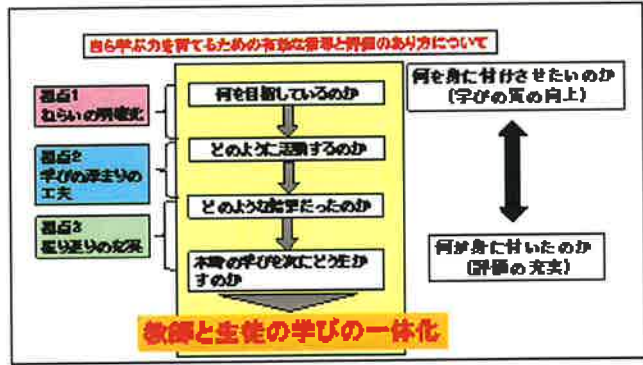 自ら学ぶ力を育てるための有効な指導と評価のあり方について
視点1
ねらいの明確化
視点2
学びの深まりの
工夫
視点3
振り返りの充実
何を目指しているのか
どのように活動するのか
どのような結果だったのか
本時の学びを次にどう生か
すのか
教師と生徒の学びの一体化
何を身に付けさせたいのか
(学びの質の向上)
何が身に付いたのか
(評価の充実)